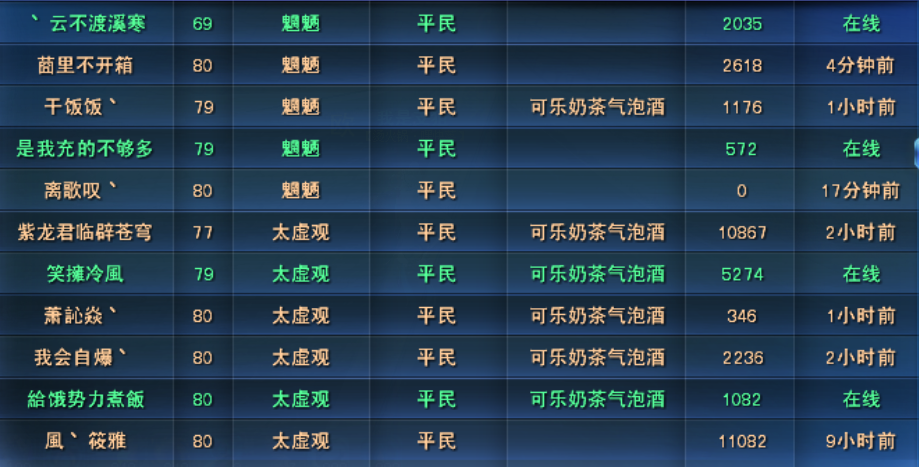 ｀云不渡溪寒 69 魍魉 平民 2035 在线
茴里不开箱 80 魍魉 平民 2618 4分钟前
干饭饭｀ 79 魍魉 平民 可乐奶茶气泡酒 1176 1小时前
是我充的不够多 79 魍魉 平民 572 在线
离歌叹｀ 80 魍魉 平民 0 17分钟前
紫龙君临辟苍穹 77 太虚观 平民 可乐奶茶气泡酒 10867 2小时前
笑擁冷風 79 太虚观 平民 可乐奶茶气泡酒 5274 在线
萧訫焱｀ 80 太虚观 平民 可乐奶茶气泡酒 346 1小时前
我会自爆｀ 80 太虚观 平民 可乐奶茶气泡酒 2236 2小时前
給饿势力煮飯 80 太虚观 平民 可乐奶茶气泡酒 1082 在线
風｀筱雅 80 太虚观 平民 11082 9小时前